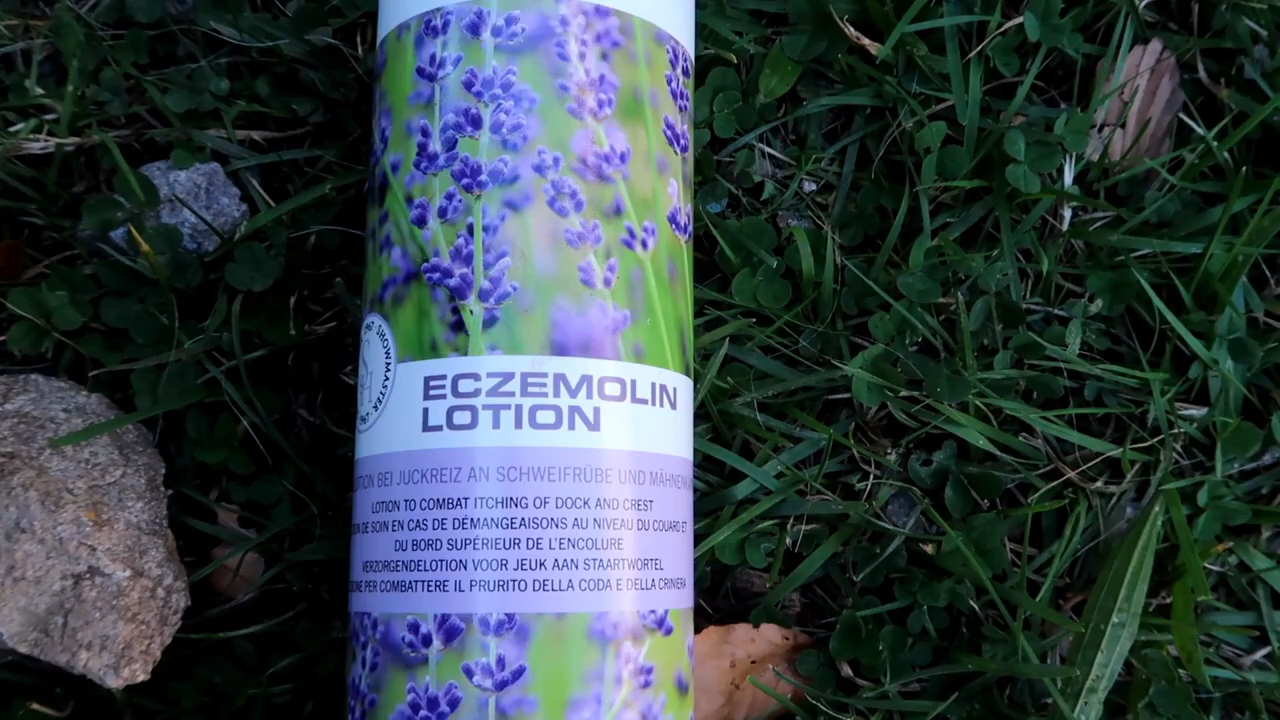 1967 · SHOWMASTER · 1967
ECZEMOLIN
LOTION
BEI JUCKREIZ AN SCHWEIFRÜBE UND
LOTION TO COMBAT ITCHING OF DOCK AND CREST
DE SOIN EN CAS DE DÉMANGEAISONS AU NIVEAU DU COUARD ET
DU BORD SUPÉRIEUR DE L'ENCOLURE
VERZORGENDELOTION VOOR JEUK AAN STAARTWORTEL
PER COMBATTERE IL PRURITO DELLA CODA E DELLA CRINIERA